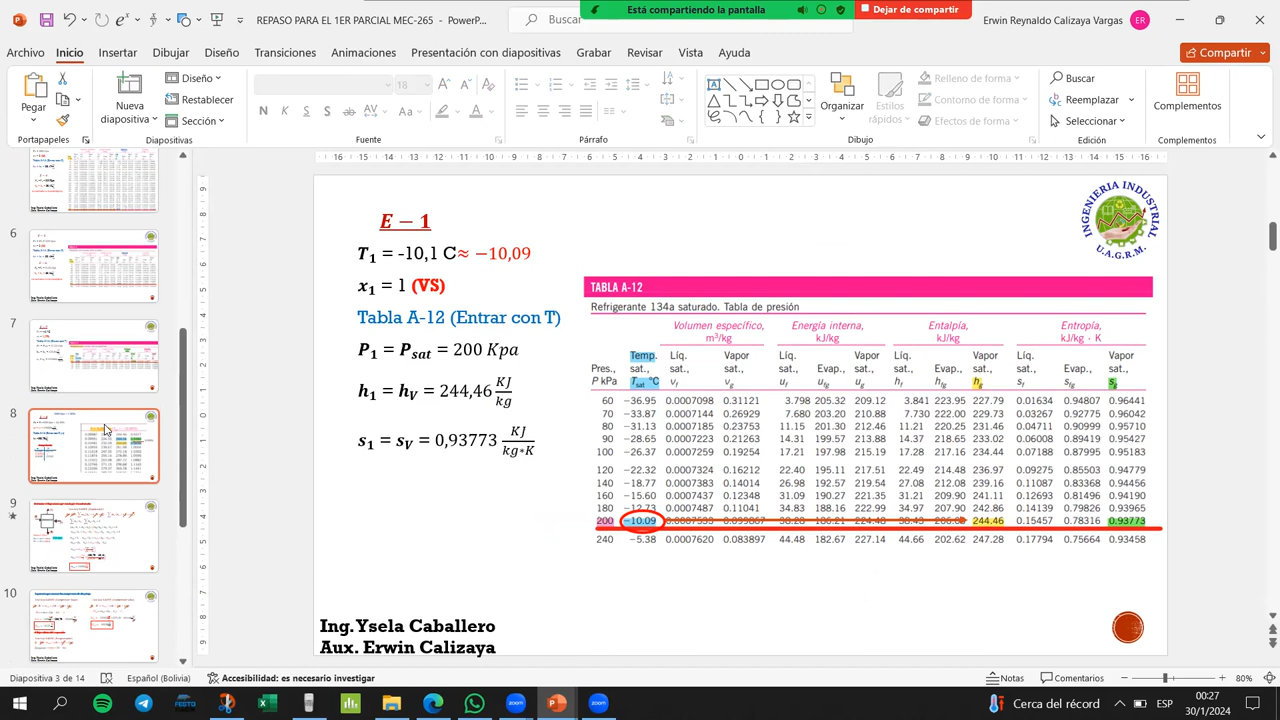 REPASO PARA EL 1ER PARCIAL MEC-265 - PowerP...
Buscar
Está compartiendo la pantalla
Dejar de compartir
Erwin Reynaldo Calizaya Vargas
ER
Archivo Inicio Insertar Dibujar Diseño Transiciones Animaciones Presentación con diapositivas Grabar Revisar Vista Ayuda
Compartir
Pegar
Nueva diapositiva
Diseño
Restablecer
Sección
18
Organizar
Estilos rápidos
Relleno de forma
Contorno de forma
Efectos de forma
Buscar
Reemplazar
Seleccionar
Complementos
Portapapeles Diapositivas Fuente Párrafo Dibujo Edición Complementos
6
7
8
9
10
E − 1
T₁ = -10,1 C≈ −10,09
x₁ = 1 (VS)
Tabla A-12 (Entrar con T)
P₁ = Pₛₐₜ = 200 Kpa
h₁ = h_V = 244,46 KJ/kg
s₁ = s_V = 0,93773 KJ/kg∗K
INGENIERIA INDUSTRIAL
U.A.G.R.M.
TABLA A-12
Refrigerante 134a saturado. Tabla de presión
Volumen específico, m³/kg Energía interna, kJ/kg Entalpía, kJ/kg Entropía, kJ/kg · K
Temp. Líq. Vapor Líq. Vapor Líq. Vapor Líq. Vapor
Pres., sat., sat., sat., sat., Evap., sat., sat., Evap., sat., sat., Evap., sat.,
P kPa Tsat °C vf uf ufg ug hf hfg hg sf sfg sg
60 −36.95 0.0007098 0.31121 3.798 205.32 209.12 3.841 223.95 227.79 0.01634 0.94807 0.96441
70 −33.87 0.0007144 0.26929 7.680 203.20 210.88 7.730 222.00 229.73 0.03267 0.92775 0.96042
80 −31.13 0.0007185 0.23753 11.15 201.30 212.46 11.21 220.25 231.46 0.04711 0.90999 0.95710
90 −28.65 0.0007223 0.21263 14.31 199.57 213.88 14.37 218.65 233.02 0.06008 0.89419 0.95427
100 −26.37 0.0007259 0.19254 17.21 197.98 215.19 17.28 217.16 234.44 0.07188 0.87995 0.95183
120 −22.32 0.0007324 0.16212 22.40 195.11 217.51 22.49 214.48 236.97 0.09275 0.85503 0.94779
140 −18.77 0.0007383 0.14014 26.98 192.57 219.54 27.08 212.08 239.16 0.11087 0.83368 0.94456
160 −15.60 0.0007437 0.12348 31.09 190.27 221.35 31.21 209.90 241.11 0.12693 0.81496 0.94190
180 −12.73 0.0007487 0.11041 34.83 188.16 222.99 34.97 207.90 242.86 0.14139 0.79826 0.93965
200 −10.09 244.46 0.15457 0.78316 0.93773
240 −5.38 0.0007620 0.083897 44.48 182.67 227.14 44.66 202.62 247.28 0.17794 0.75664 0.93458
Ing.Ysela Caballero
Aux. Erwin Calizaya
Diapositiva 3 de 14 Español (Bolivia) Accesibilidad: es necesario investigar Notas Comentarios 80%
FESTO
zoom
zoom
Cerca del récord
ESP
00:27
30/1/2024